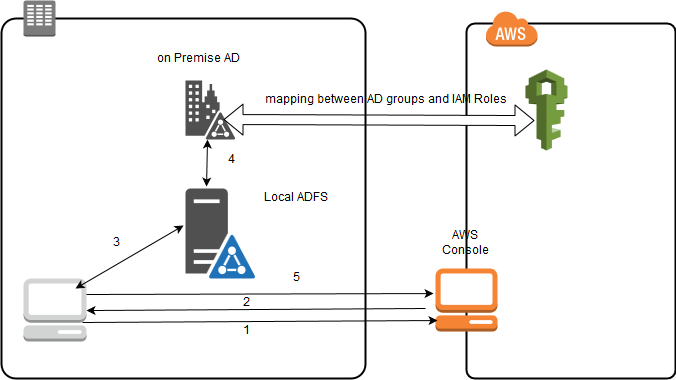 AWS
on Premise AD
mapping between AD groups and IAM Roles
4
Local ADFS
3
AWS
Console
5
2
1